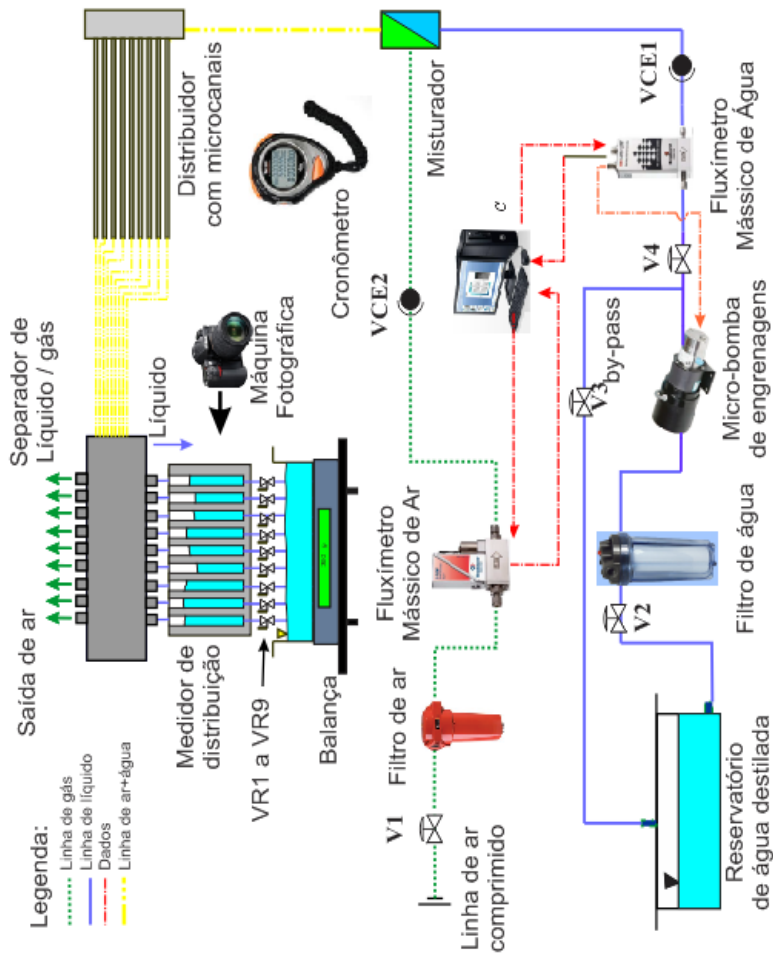 Legenda:
Linha de gás
Linha de líquido
Dados
Linha de ar+água
Saída de ar
Separador de
Líquido / gás
Líquido
Medidor de
distribuição
VR1 a VR9
Balança
Máquina
Fotográfica
Cronômetro
Distribuidor
com microcanais
Linha de ar
comprimido
V1
Filtro de ar
Fluxímetro
Mássico de Ar
VCE2
Misturador
c
Reservatório
de água destilada
V2
Filtro de água
V3
by-pass
Micro-bomba
de engrenagens
V4
Fluxímetro
Mássico de Água
VCE1